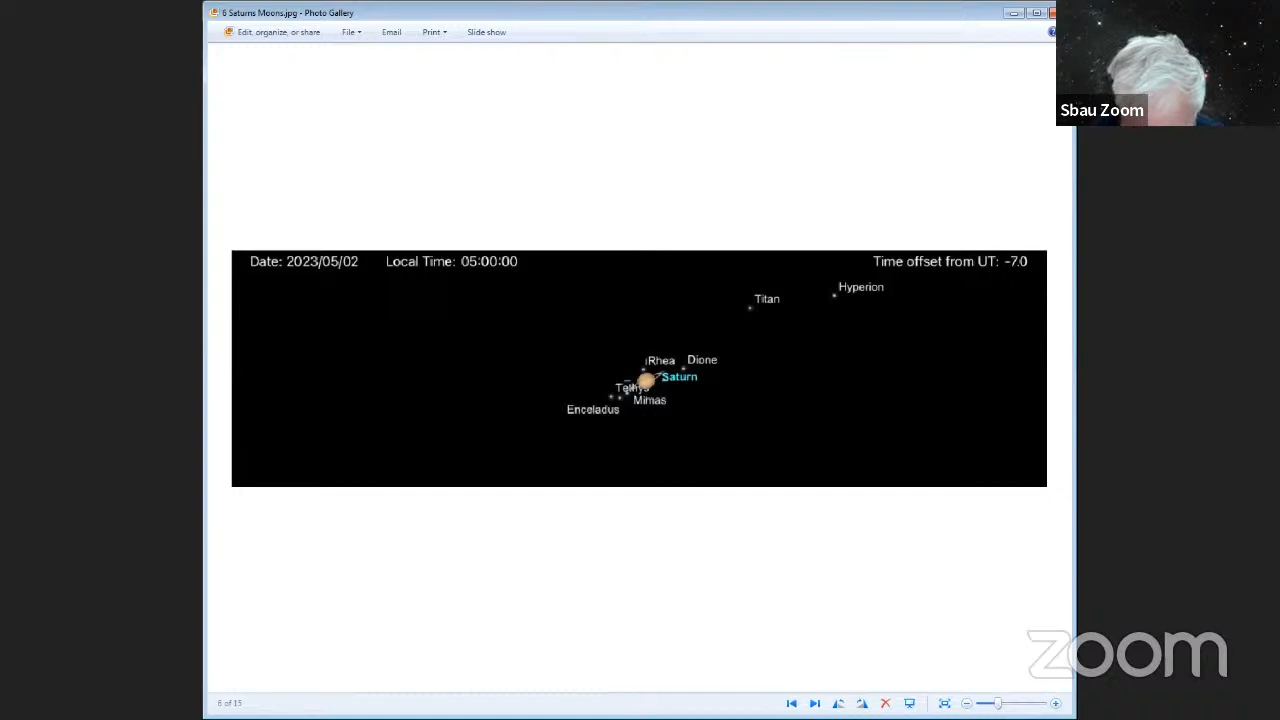 6 Saturns Moons.jpg - Photo Gallery
Edit, organize, or share File Email Print Slide show
Sbau Zoom
Date: 2023/05/02 Local Time: 05:00:00 Time offset from UT: -7.0
Hyperion
Titan
Rhea Dione
Saturn
Tethys
Mimas
Enceladus
zoom
6 of 15